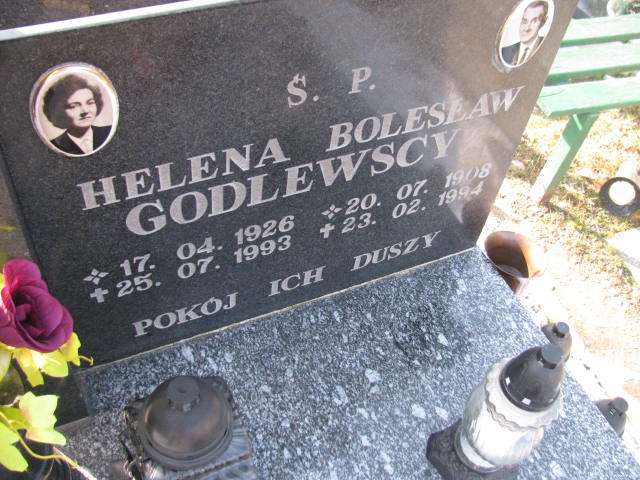 Ś. P.
HELENA BOLESŁAW
GODLEWSCY
17. 04. 1926 20. 07. 1908
25. 07. 1993 23. 02. 1994
POKÓJ ICH DUSZY